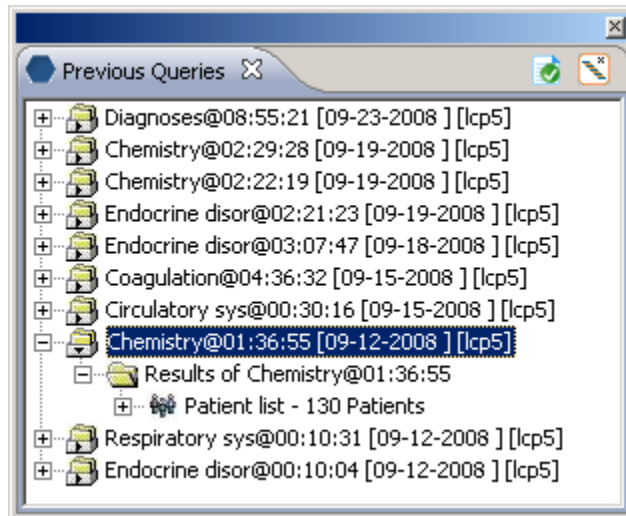 Previous Queries
Diagnoses@08:55:21 [09-23-2008 ] [lcp5]
Chemistry@02:29:28 [09-19-2008 ] [lcp5]
Chemistry@02:22:19 [09-19-2008 ] [lcp5]
Endocrine disor@02:21:23 [09-19-2008 ] [lcp5]
Endocrine disor@03:07:47 [09-18-2008 ] [lcp5]
Coagulation@04:36:32 [09-15-2008 ] [lcp5]
Circulatory sys@00:30:16 [09-15-2008 ] [lcp5]
Chemistry@01:36:55 [09-12-2008 ] [lcp5]
Results of Chemistry@01:36:55
Patient list - 130 Patients
Respiratory sys@00:10:31 [09-12-2008 ] [lcp5]
Endocrine disor@00:10:04 [09-12-2008 ] [lcp5]